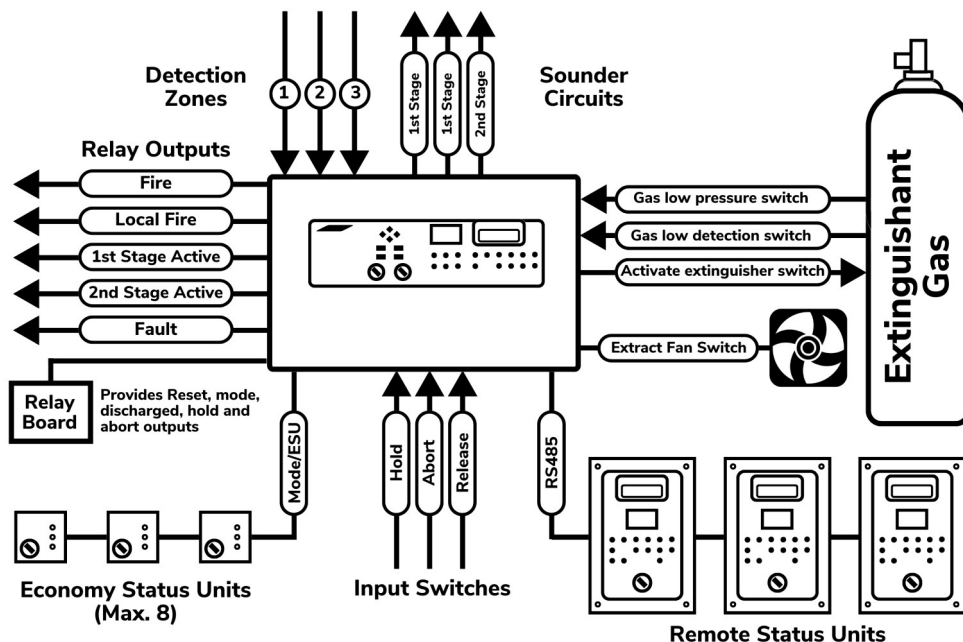 Detection
Zones
1
2
3
1st Stage
1st Stage
2nd Stage
Sounder
Circuits
Relay Outputs
Fire
Local Fire
1st Stage Active
2nd Stage Active
Fault
Gas low pressure switch
Gas low detection switch
Activate extinguisher switch
Extract Fan Switch
Extinguishant
Gas
Relay
Board
Provides Reset, mode,
discharged, hold and
abort outputs
Mode/ESU
Hold
Abort
Release
RS485
Economy Status Units
(Max. 8)
Input Switches
Remote Status Units